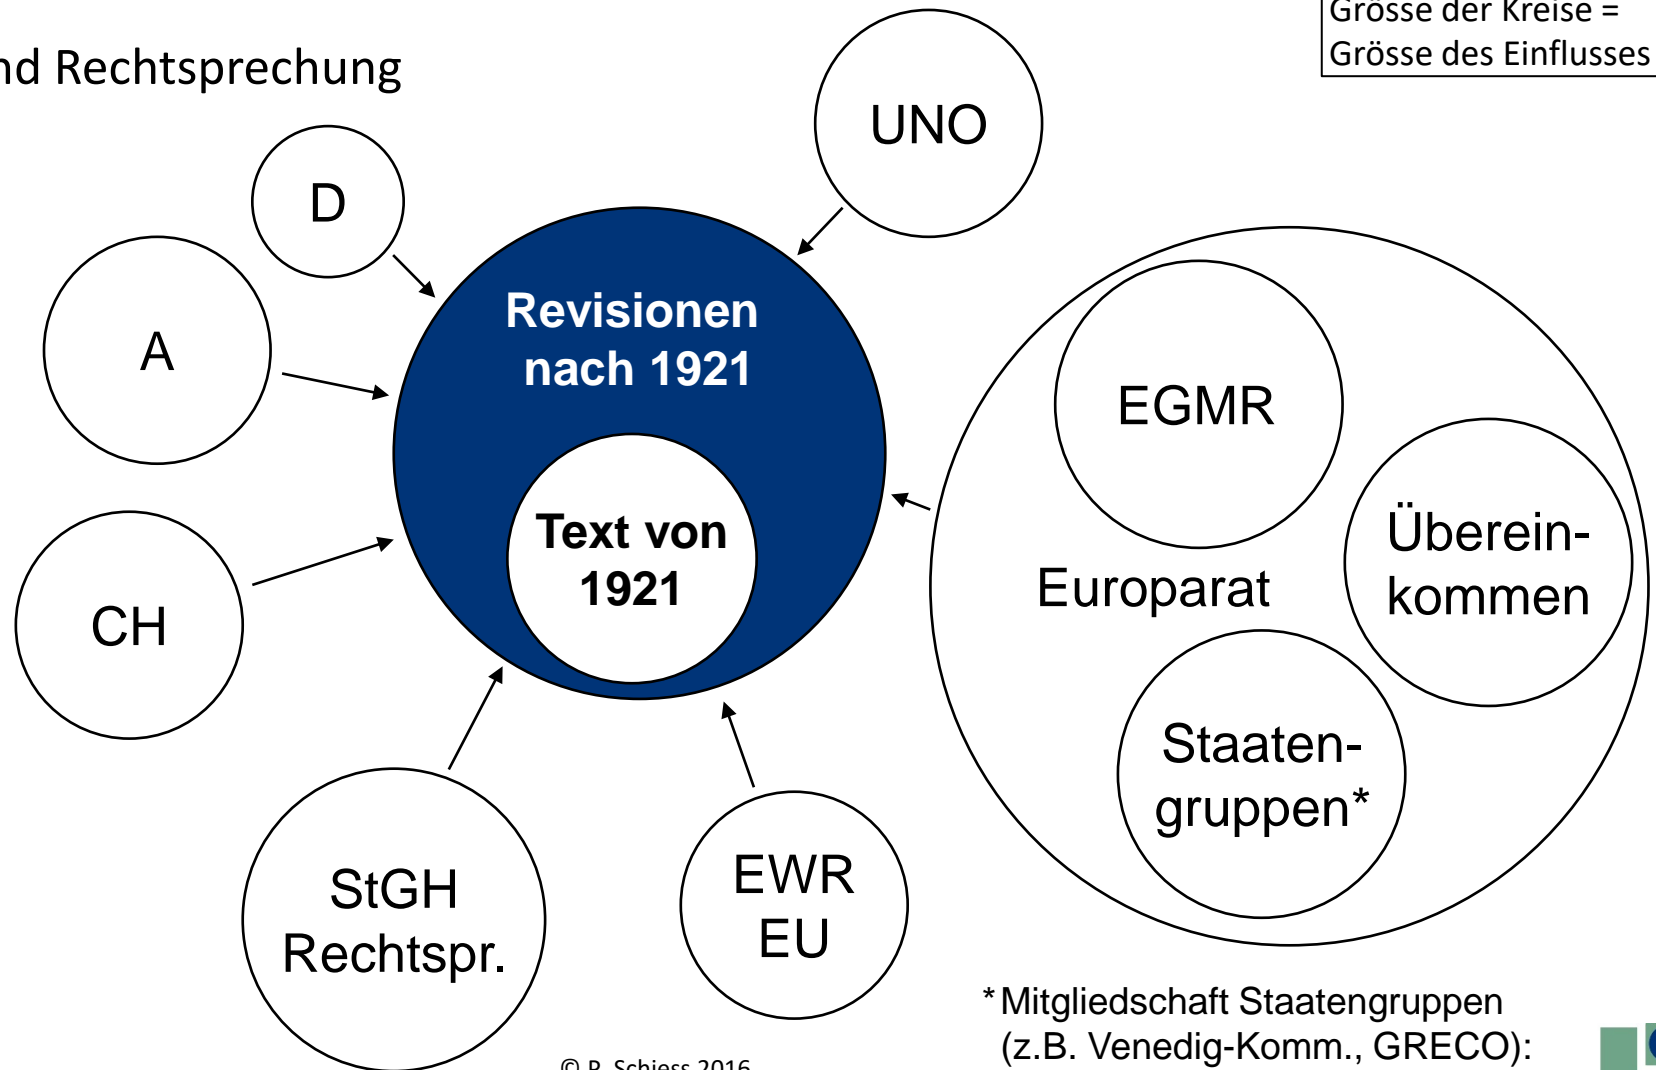 Grösse der Kreise =
Grösse des Einflusses
nd Rechtsprechung
UNO
D
A
CH
Revisionen
nach 1921
Text von
1921
EGMR
Europarat
Überein-
kommen
Staaten-
gruppen*
StGH
Rechtspr.
EWR
EU
* Mitgliedschaft Staatengruppen
(z.B. Venedig-Komm., GRECO):
© P. Schiess 2016